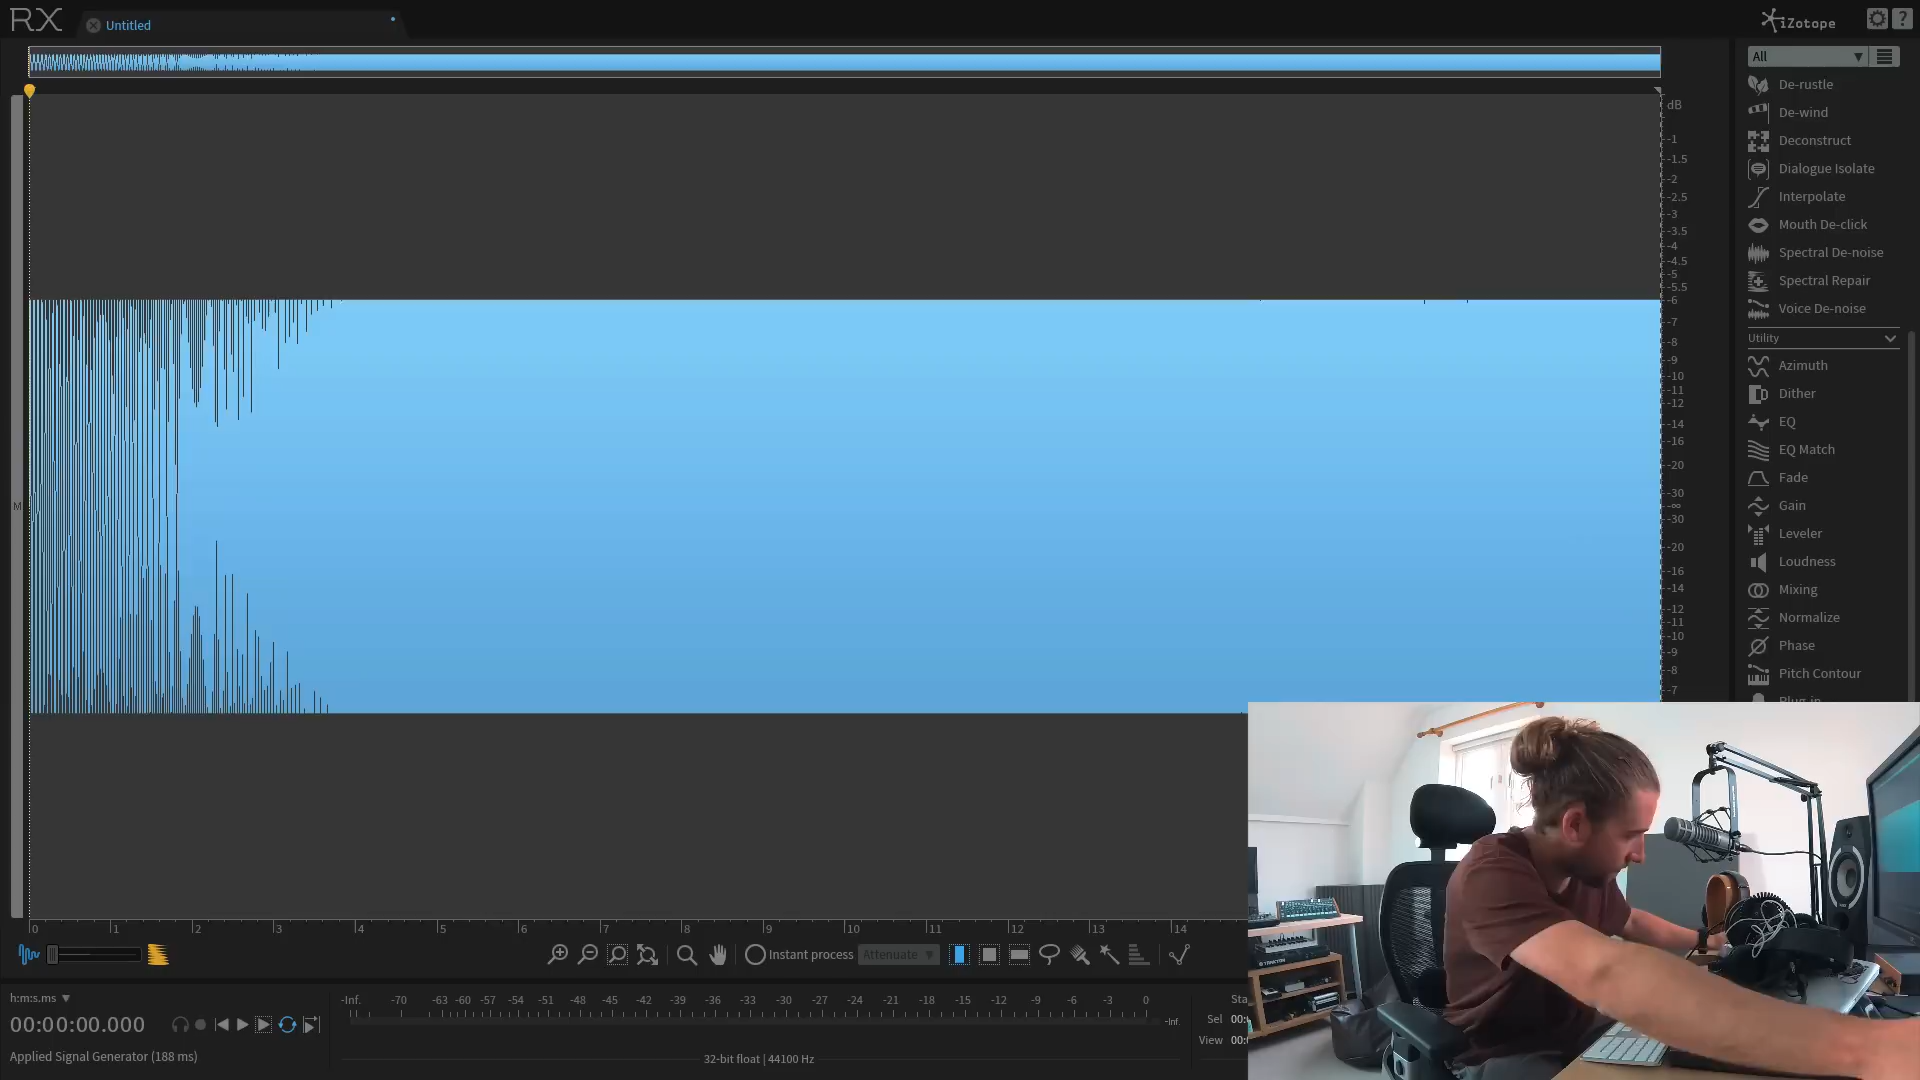 RX
Untitled
iZotope
?
All
De-rustle
De-wind
Deconstruct
Dialogue Isolate
Interpolate
Mouth De-click
Spectral De-noise
Spectral Repair
Voice De-noise
Utility
Azimuth
Dither
EQ
EQ Match
Fade
Gain
Leveler
Loudness
Mixing
Normalize
Phase
Pitch Contour
dB
-1
-1.5
-2
-2.5
-3
-3.5
-4
-4.5
-5
-5.5
-6
-7
-8
-9
-10
-11
-12
-14
-16
-20
-30
-∞
-30
-20
-16
-14
-12
-11
-10
-9
-8
-7
M
0 1 2 3 4 5 6 7 8 9 10 11 12 13 14
Instant process Attenuate
h:m:s.ms
00:00:00.000
Applied Signal Generator (188 ms)
-Inf. -70 -63 -60 -57 -54 -51 -48 -45 -42 -39 -36 -33 -30 -27 -24 -21 -18 -15 -12 -9 -6 -3 0
-Inf.
32-bit float | 44100 Hz
Sta
Sel 00:
View 00: